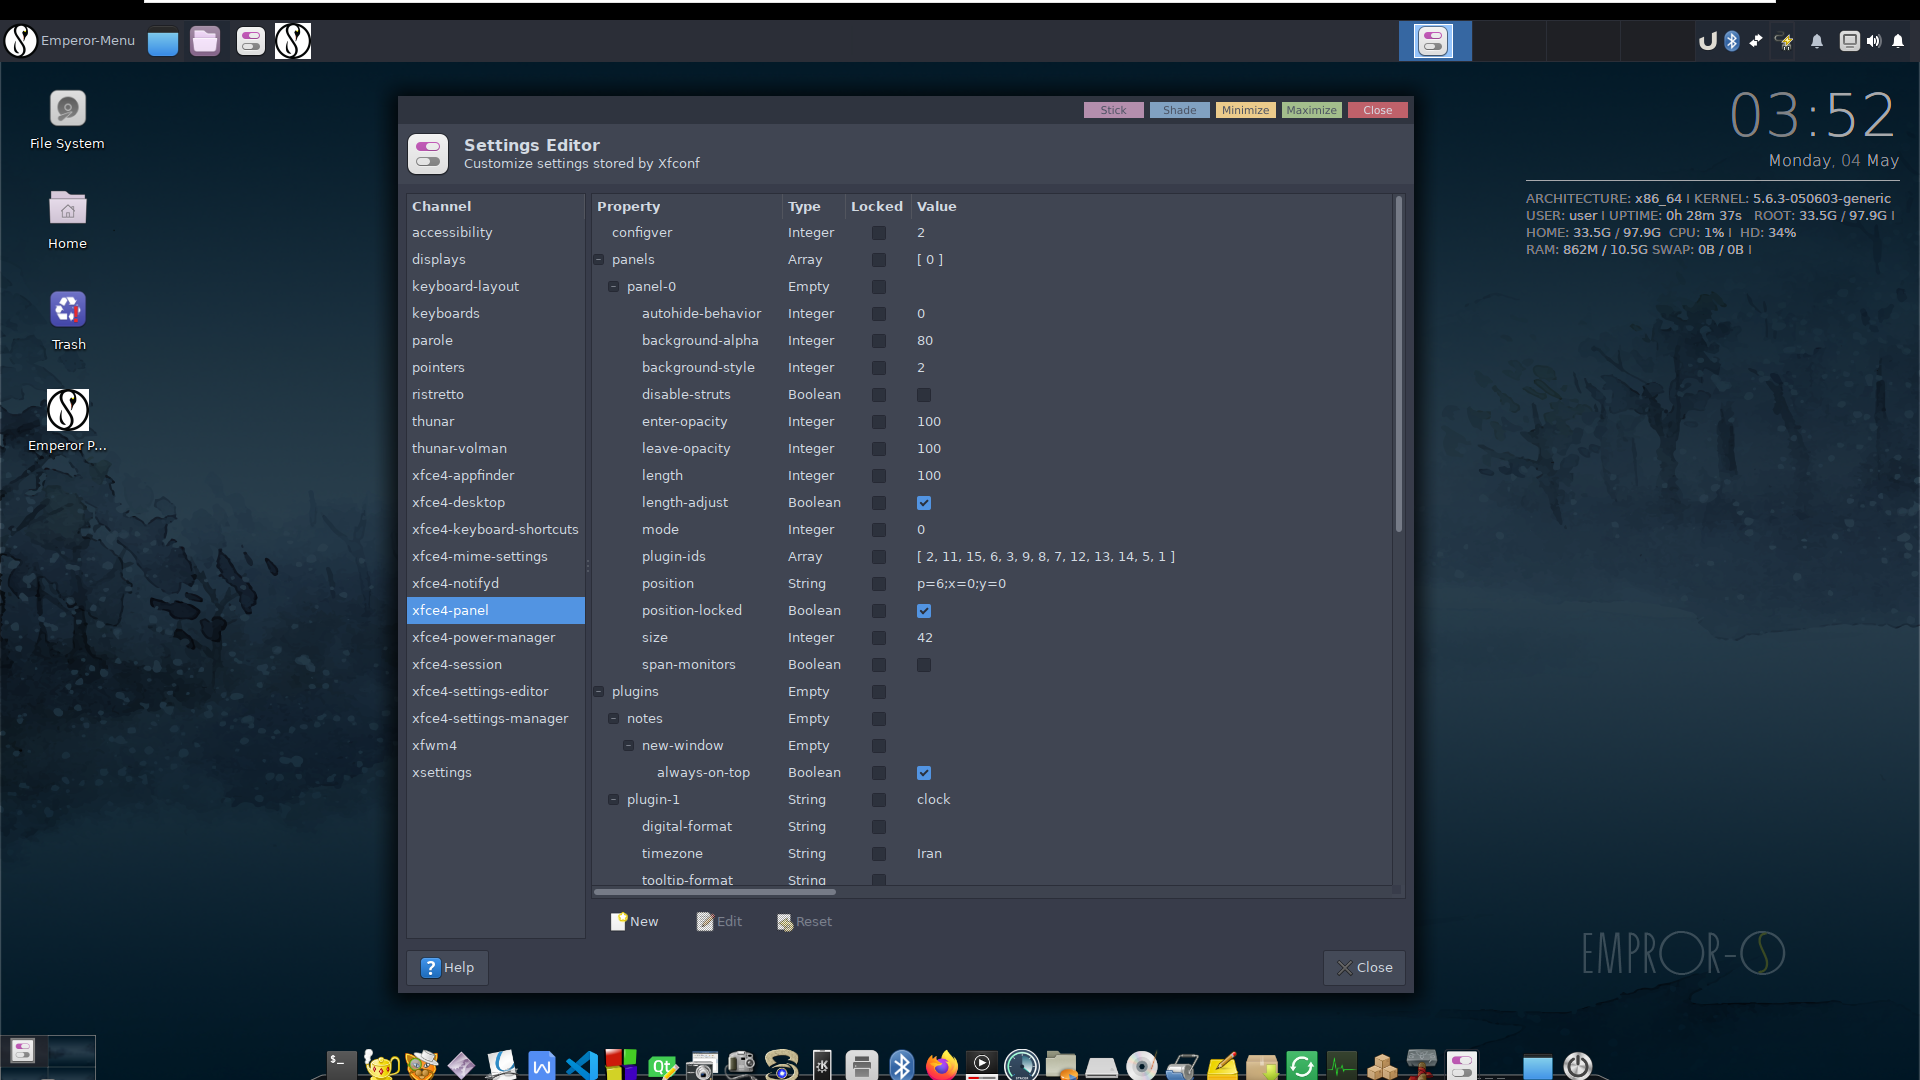 Emperor-Menu
File System
Home
Trash
Emperor P...
03:52
Monday, 04 May
ARCHITECTURE: x86_64 I KERNEL: 5.6.3-050603-generic
USER: user I UPTIME: 0h 28m 37s ROOT: 33.5G / 97.9G I
HOME: 33.5G / 97.9G CPU: 1% I HD: 34%
RAM: 862M / 10.5G SWAP: 0B / 0B I
Stick Shade Minimize Maximize Close
Settings Editor
Customize settings stored by Xfconf
Channel
accessibility
displays
keyboard-layout
keyboards
parole
pointers
ristretto
thunar
thunar-volman
xfce4-appfinder
xfce4-desktop
xfce4-keyboard-shortcuts
xfce4-mime-settings
xfce4-notifyd
xfce4-panel
xfce4-power-manager
xfce4-session
xfce4-settings-editor
xfce4-settings-manager
xfwm4
xsettings
Property Type Locked Value
configver Integer 2
panels Array [ 0 ]
panel-0 Empty
autohide-behavior Integer 0
background-alpha Integer 80
background-style Integer 2
disable-struts Boolean
enter-opacity Integer 100
leave-opacity Integer 100
length Integer 100
length-adjust Boolean
mode Integer 0
plugin-ids Array [ 2, 11, 15, 6, 3, 9, 8, 7, 12, 13, 14, 5, 1 ]
position String p=6;x=0;y=0
position-locked Boolean
size Integer 42
span-monitors Boolean
plugins Empty
notes Empty
new-window Empty
always-on-top Boolean
plugin-1 String clock
digital-format String
timezone String Iran
tooltip-format String
New Edit Reset
? Help
Close
EMPROR-OS
$_
W
Qt